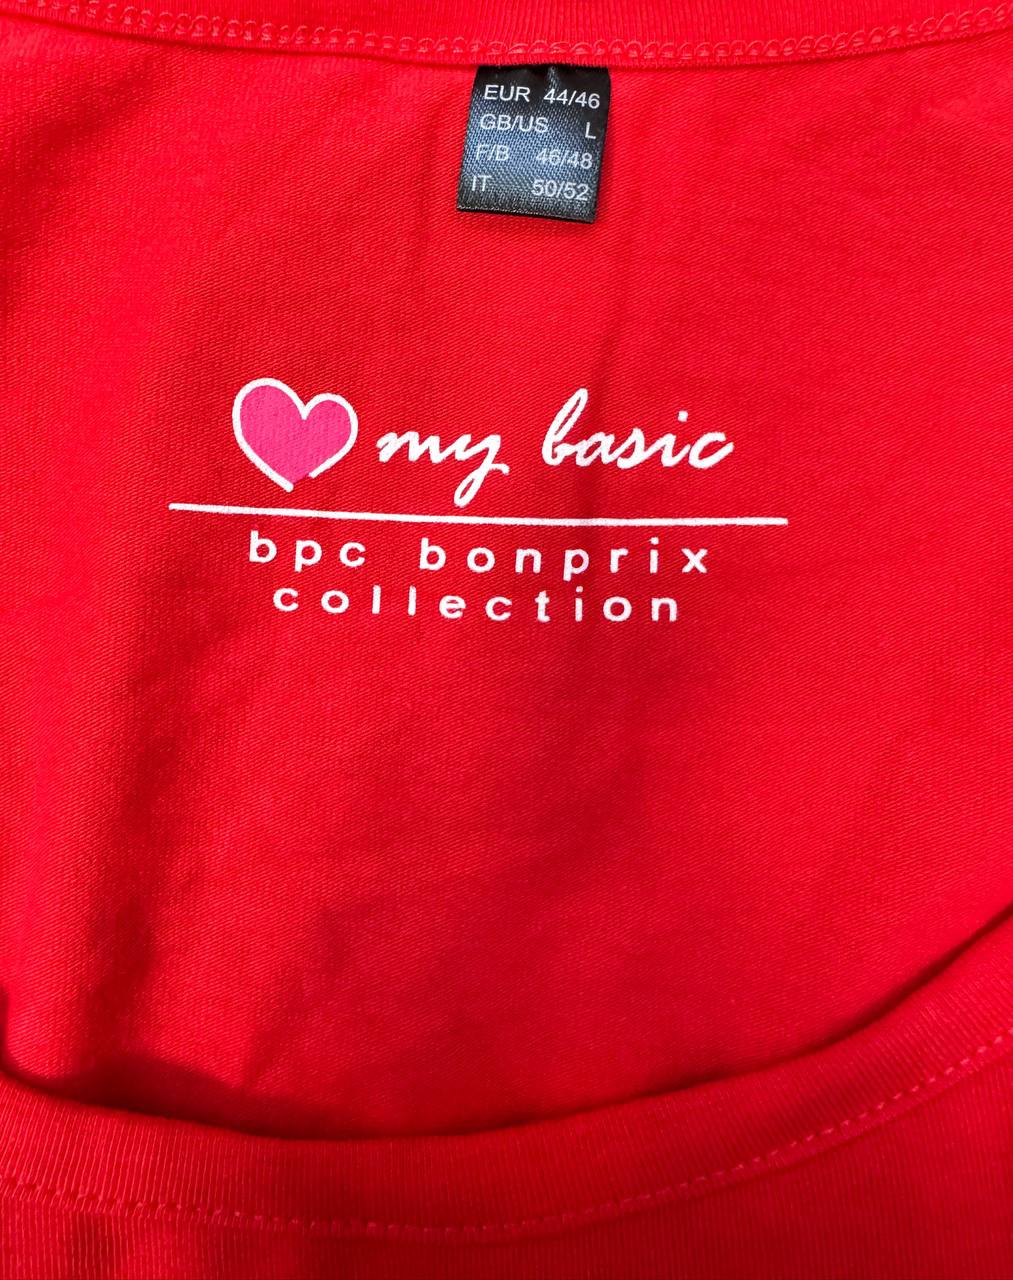 EUR 44/46
GB/US L
F/B 46/48
IT 50/52
my basic
bpc bonprix
collection